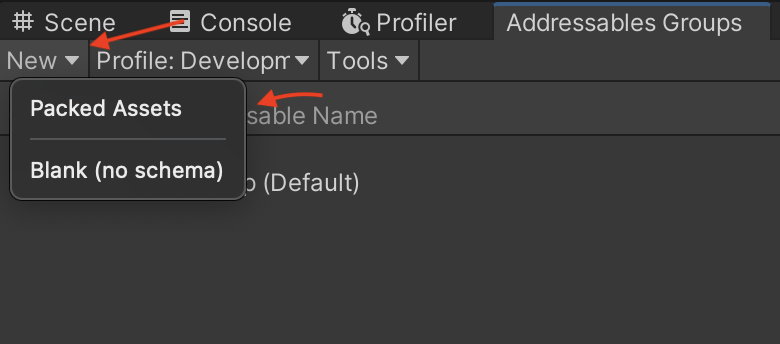 Scene Console Profiler Addressables Groups
New Profile: Developm Tools
Packed Assets
sable Name
Blank (no schema)
p (Default)